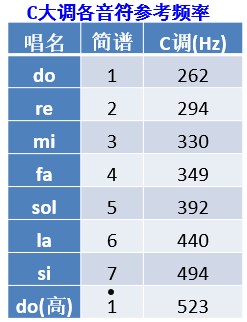 C大调各音符参考频率
唱名 简谱 C调(Hz)
do 1 262
re 2 294
mi 3 330
fa 4 349
sol 5 392
la 6 440
si 7 494
do(高) 1̇ 523